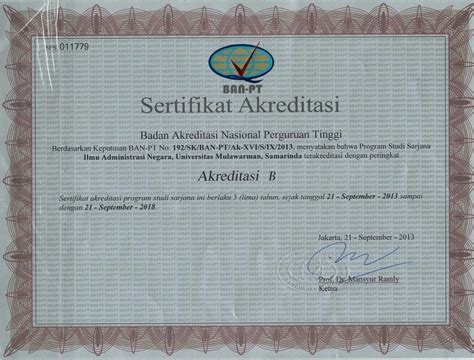 011779
BAN-PT
Sertifikat Akreditasi
Badan Akreditasi Nasional Perguruan Tinggi
Berdasarkan Keputusan BAN-PT No. 192/SK/BAN-PT/Ak-XVI/S/IX/2013, menyatakan bahwa Program Studi Sarjana
Ilmu Administrasi Negara, Universitas Mulawarman, Samarinda terakreditasi dengan peringkat
Akreditasi B
Sertifikat akreditasi program studi sarjana ini berlaku 5 (lima) tahun, sejak tanggal 21 - September - 2013 sampai
dengan 21 - September - 2018.
Jakarta, 21 - September - 2013
Prof. Dr. Mansyur Ramly
Ketua